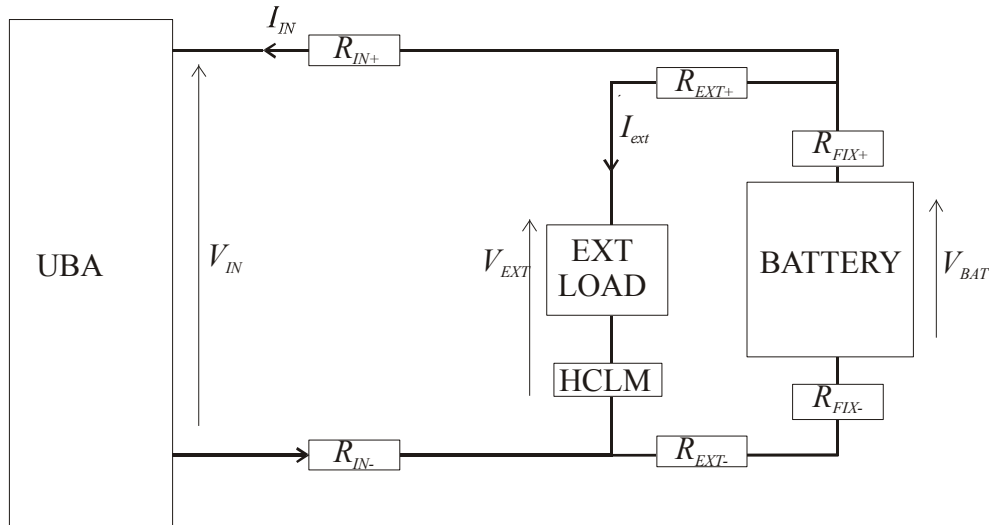 I_IN
R_IN+
R_EXT+
I_ext
R_FIX+
UBA
V_IN
V_EXT
EXT
LOAD
BATTERY
V_BAT
HCLM
R_FIX-
R_IN-
R_EXT-